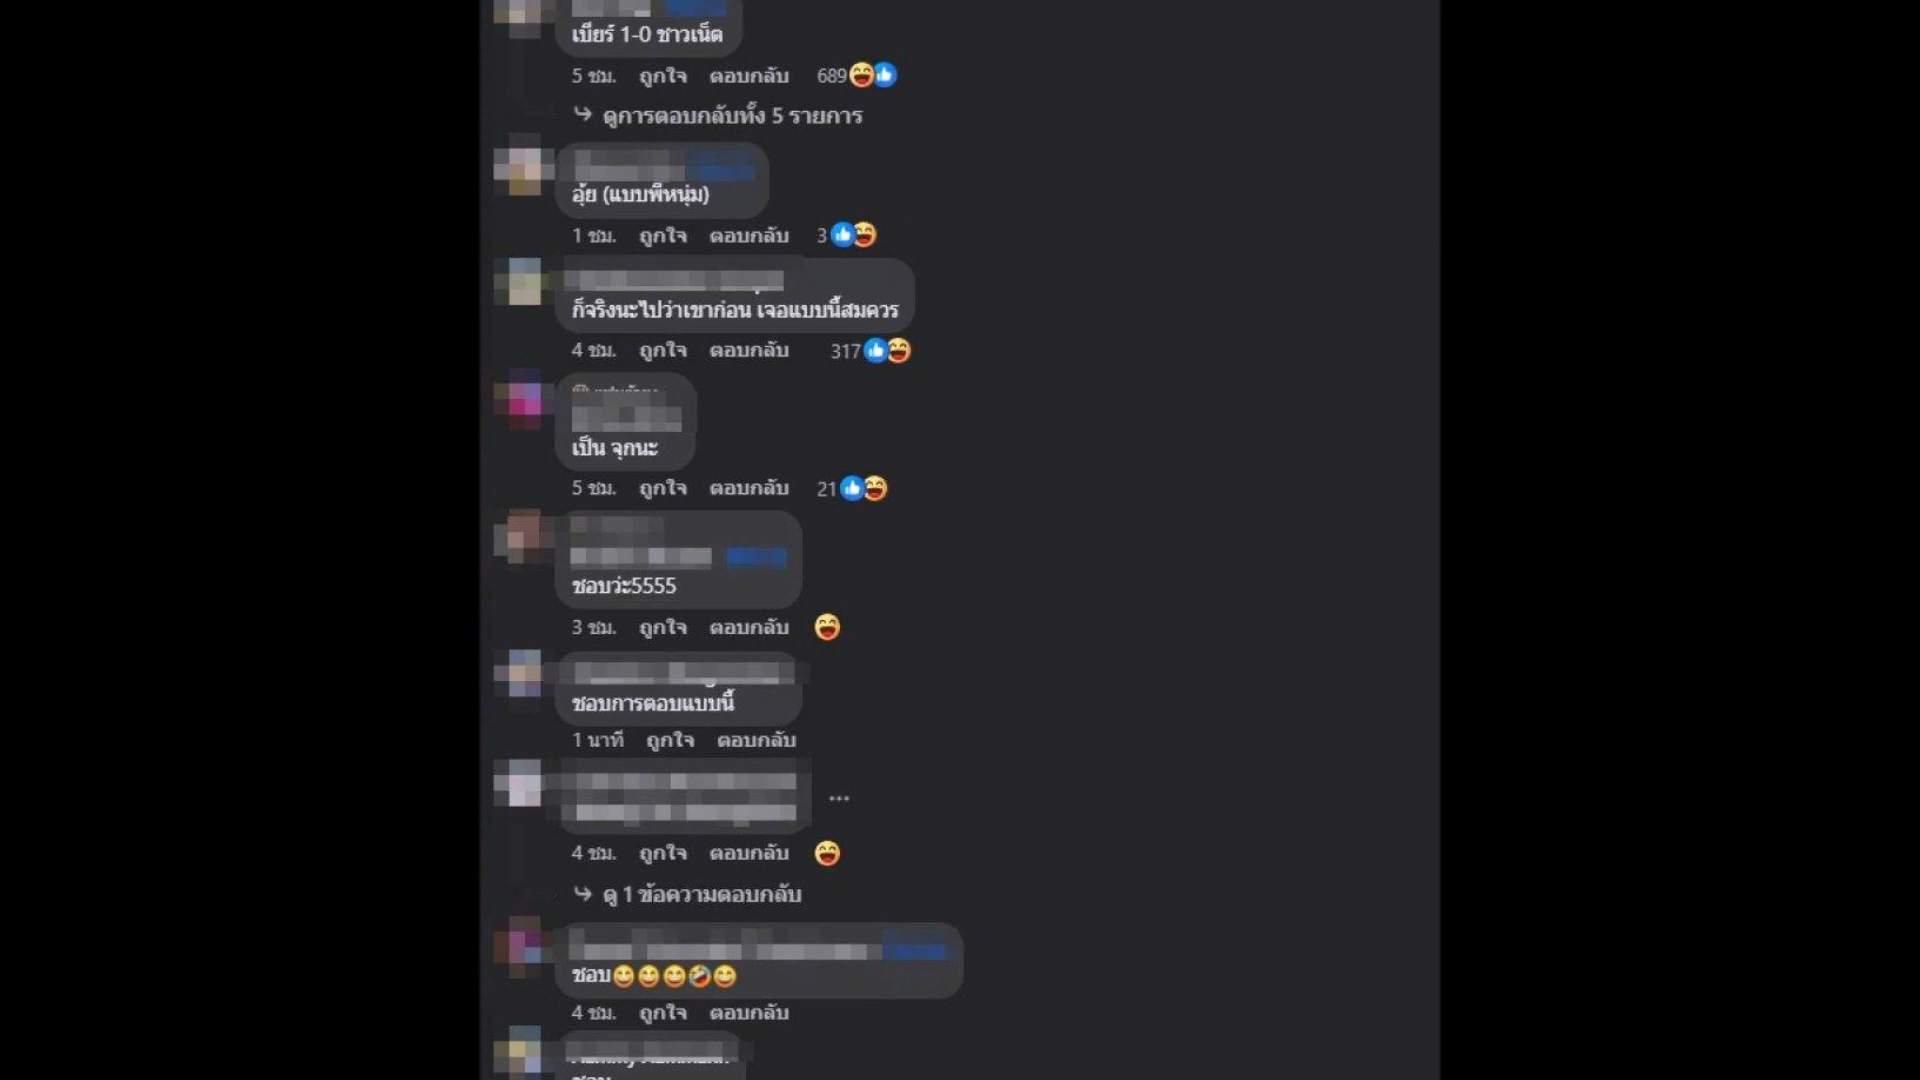 เบียร์ 1-0 ชาวเน็ต
5 ชม. ถูกใจ ตอบกลับ 689
ดูการตอบกลับทั้ง 5 รายการ
อุ้ย (แบบพี่หนุ่ม)
1 ชม. ถูกใจ ตอบกลับ 3
ก็จริงนะไปว่าเขาก่อน เจอแบบนี้สมควร
4 ชม. ถูกใจ ตอบกลับ 317
เป็น จุกนะ
5 ชม. ถูกใจ ตอบกลับ 21
ชอบว่ะ5555
3 ชม. ถูกใจ ตอบกลับ
ชอบการตอบแบบนี้
1 นาที ถูกใจ ตอบกลับ
4 ชม. ถูกใจ ตอบกลับ
ดู 1 ข้อความตอบกลับ
ชอบ😄😄😄🤣😄
4 ชม. ถูกใจ ตอบกลับ
ชอบ